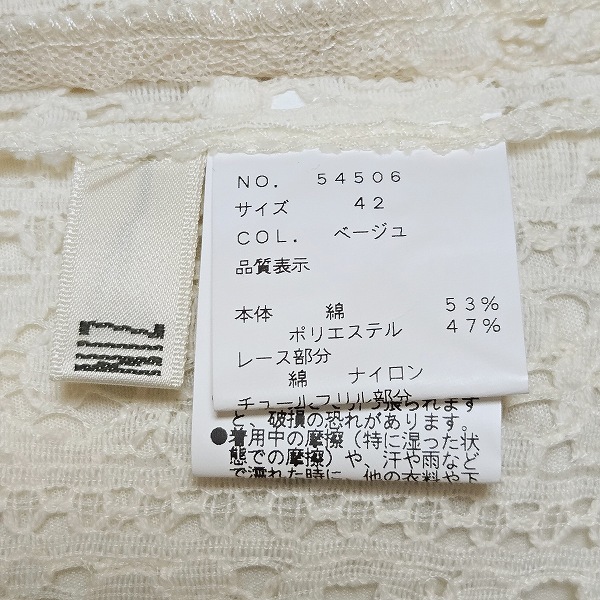 NO. 54506
サイズ 42
COL. ベージュ
品質表示
本体 綿 53%
ポリエステル 47%
レース部分
綿 ナイロン
チュールフリル部分
と、破損の恐れがあります。
●着用中の摩擦（特に湿った状
態での摩擦）や、汗や雨など
で濡れた時に、他の衣料や下